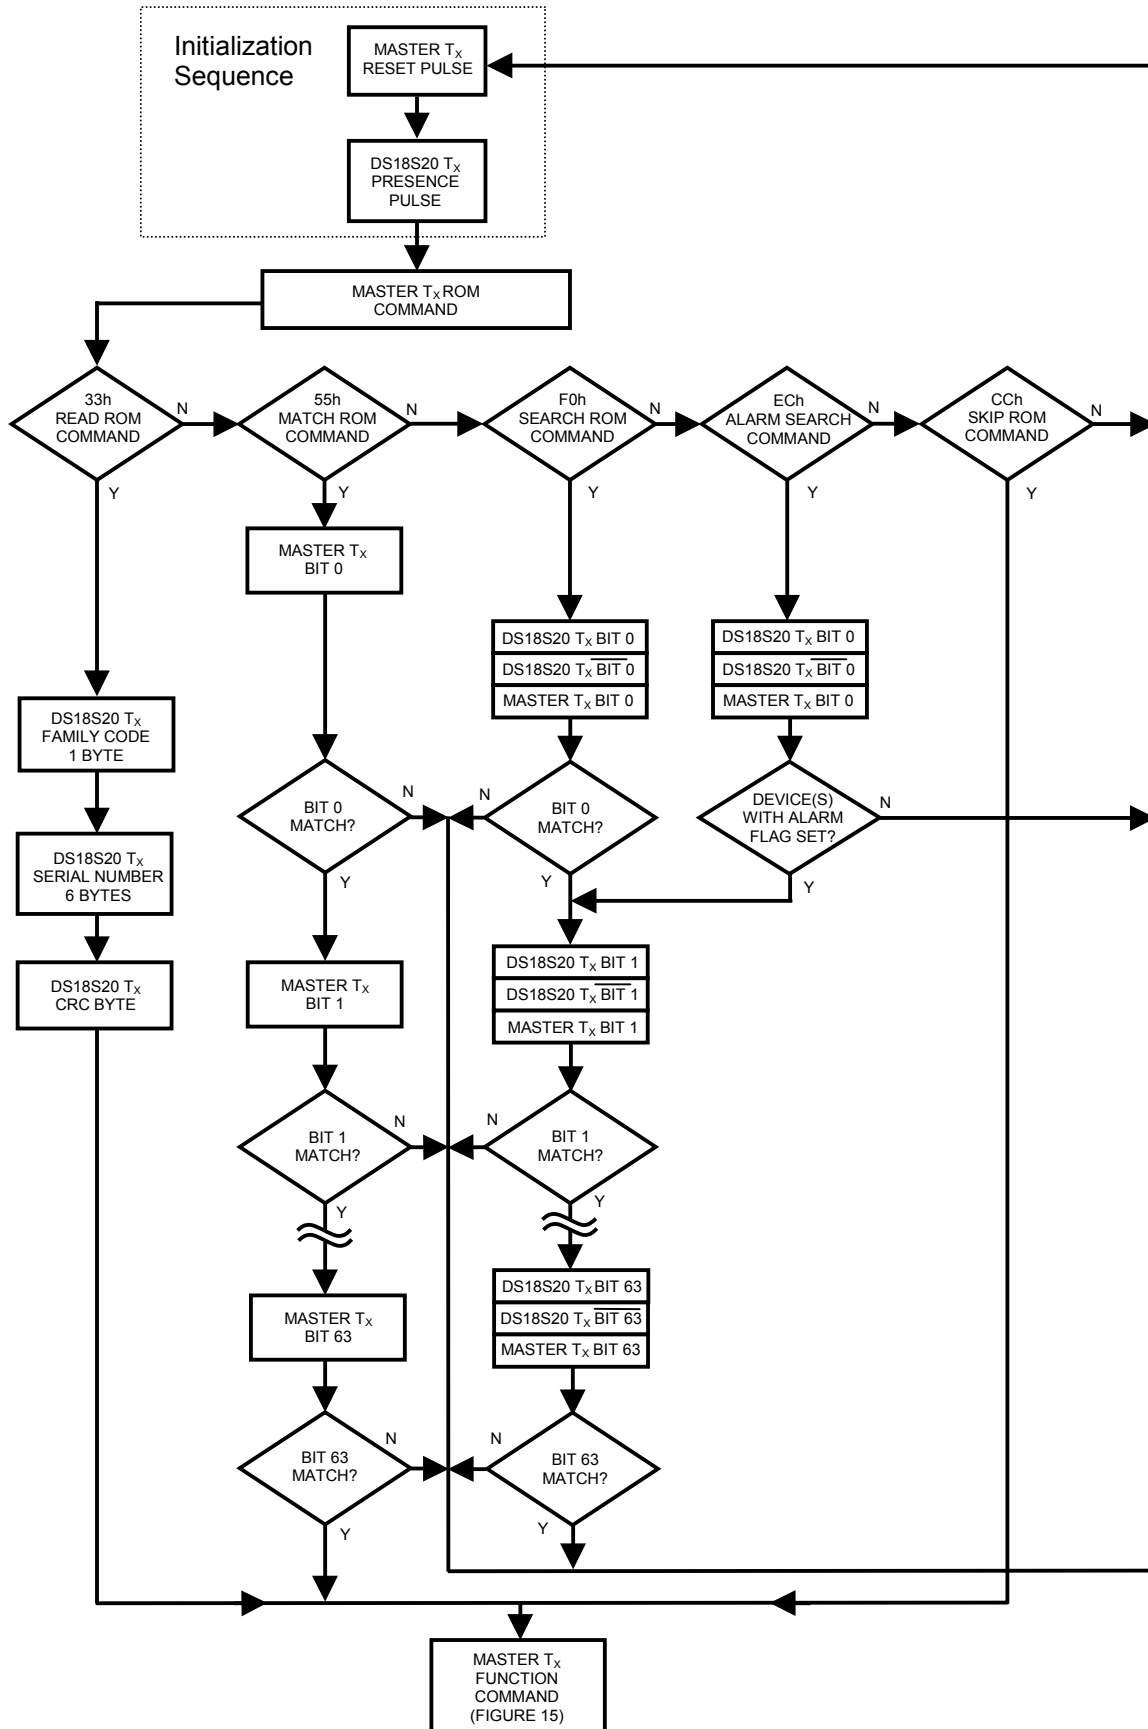 Initialization
Sequence
MASTER TX
RESET PULSE
DS18S20 TX
PRESENCE
PULSE
MASTER TX ROM
COMMAND
33h
READ ROM
COMMAND
N
Y
55h
MATCH ROM
COMMAND
N
Y
F0h
SEARCH ROM
COMMAND
N
Y
ECh
ALARM SEARCH
COMMAND
N
Y
CCh
SKIP ROM
COMMAND
N
Y
MASTER TX
BIT 0
DS18S20 TX BIT 0
DS18S20 TX BIT 0
MASTER TX BIT 0
DS18S20 TX BIT 0
DS18S20 TX BIT 0
MASTER TX BIT 0
DS18S20 TX
FAMILY CODE
1 BYTE
BIT 0
MATCH?
N
Y
BIT 0
MATCH?
N
Y
DEVICE(S)
WITH ALARM
FLAG SET?
N
Y
DS18S20 TX
SERIAL NUMBER
6 BYTES
DS18S20 TX
CRC BYTE
MASTER TX
BIT 1
DS18S20 TX BIT 1
DS18S20 TX BIT 1
MASTER TX BIT 1
BIT 1
MATCH?
N
Y
BIT 1
MATCH?
N
Y
MASTER TX
BIT 63
DS18S20 TX BIT 63
DS18S20 TX BIT 63
MASTER TX BIT 63
BIT 63
MATCH?
N
Y
BIT 63
MATCH?
N
Y
MASTER TX
FUNCTION
COMMAND
(FIGURE 15)